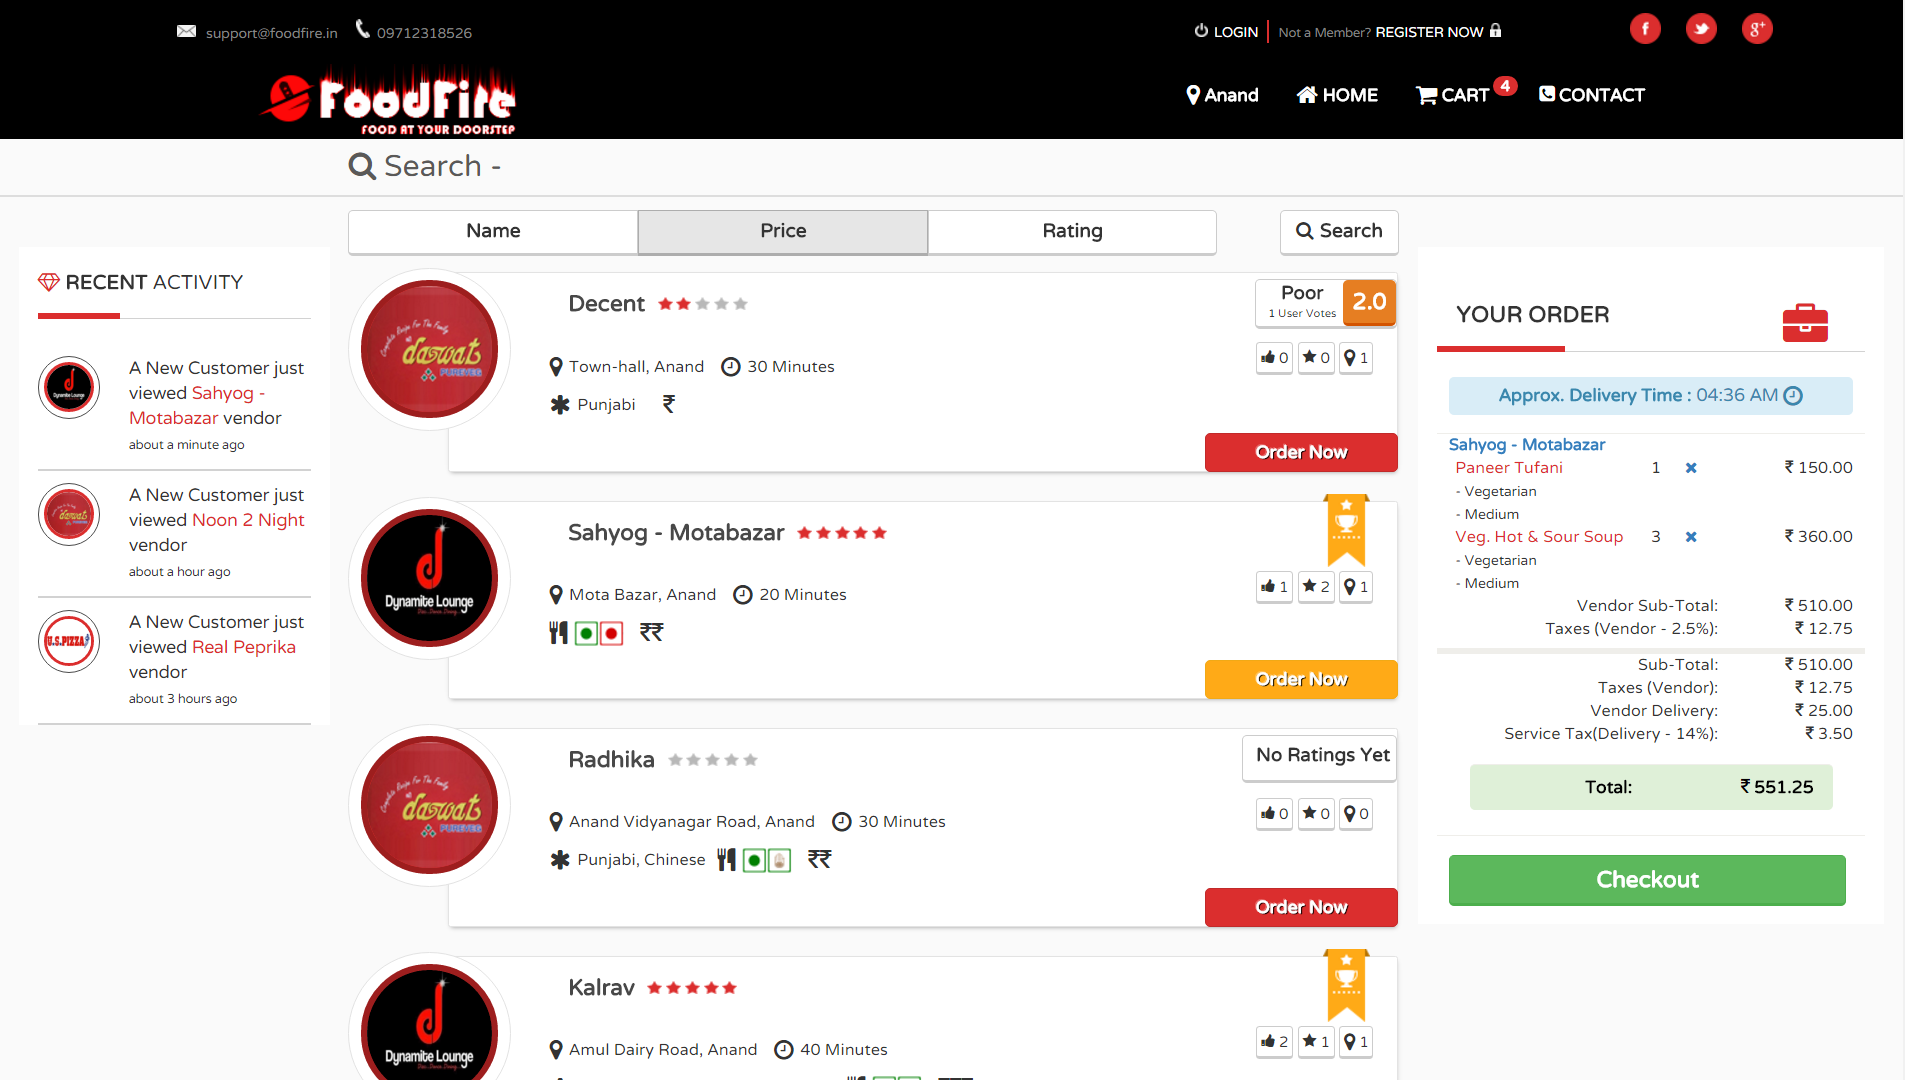 support@foodfire.in 09712318526
LOGIN Not a Member? REGISTER NOW
FoodFire
FOOD AT YOUR DOORSTEP
Anand HOME CART 4 CONTACT
Search -
Name Price Rating Search
RECENT ACTIVITY
A New Customer just
viewed Sahyog -
Motabazar vendor
about a minute ago
A New Customer just
viewed Noon 2 Night
vendor
about a hour ago
U.S.PIZZA
A New Customer just
viewed Real Peprika
vendor
about 3 hours ago
daswat
PUREVEG
Decent
Poor
1 User Votes
2.0
Town-hall, Anand 30 Minutes
0 0 1
Punjabi ₹
Order Now
Dynamite Lounge
Sahyog - Motabazar
Mota Bazar, Anand 20 Minutes
1 2 1
₹₹
Order Now
daswat
PUREVEG
Radhika
No Ratings Yet
Anand Vidyanagar Road, Anand 30 Minutes
0 0 0
Punjabi, Chinese ₹₹
Order Now
Dynamite Lounge
Kalrav
Amul Dairy Road, Anand 40 Minutes
2 1 1
YOUR ORDER
Approx. Delivery Time : 04:36 AM
Sahyog - Motabazar
Paneer Tufani 1 ₹ 150.00
- Vegetarian
- Medium
Veg. Hot & Sour Soup 3 ₹ 360.00
- Vegetarian
- Medium
Vendor Sub-Total: ₹ 510.00
Taxes (Vendor - 2.5%): ₹ 12.75
Sub-Total: ₹ 510.00
Taxes (Vendor): ₹ 12.75
Vendor Delivery: ₹ 25.00
Service Tax(Delivery - 14%): ₹ 3.50
Total: ₹ 551.25
Checkout